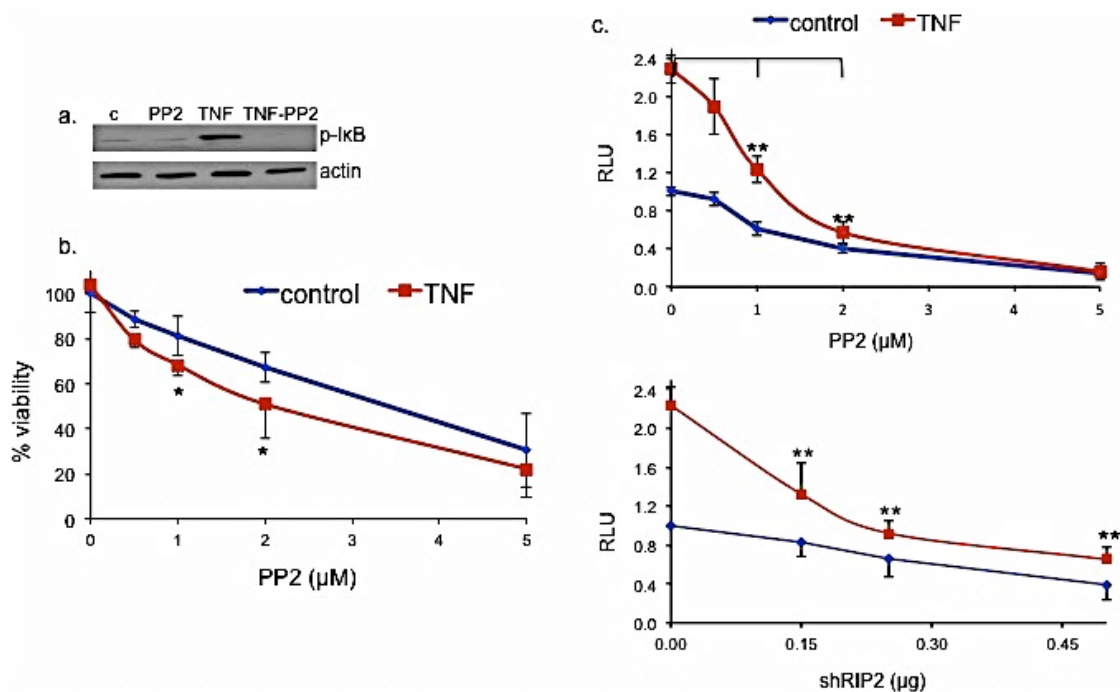 a.
c PP2 TNF TNF-PP2
p-IκB
actin
b.
control TNF
100
80
60
40
20
0
% viability
*
*
0 1 2 3 4 5
PP2 (µM)
c.
control TNF
2.4
2.0
1.6
1.2
0.8
0.4
0.0
RLU
**
**
0 1 2 3 4 5
PP2 (µM)
2.4
2.0
1.6
1.2
0.8
0.4
0.0
RLU
**
**
**
0.00 0.15 0.30 0.45
shRIP2 (µg)